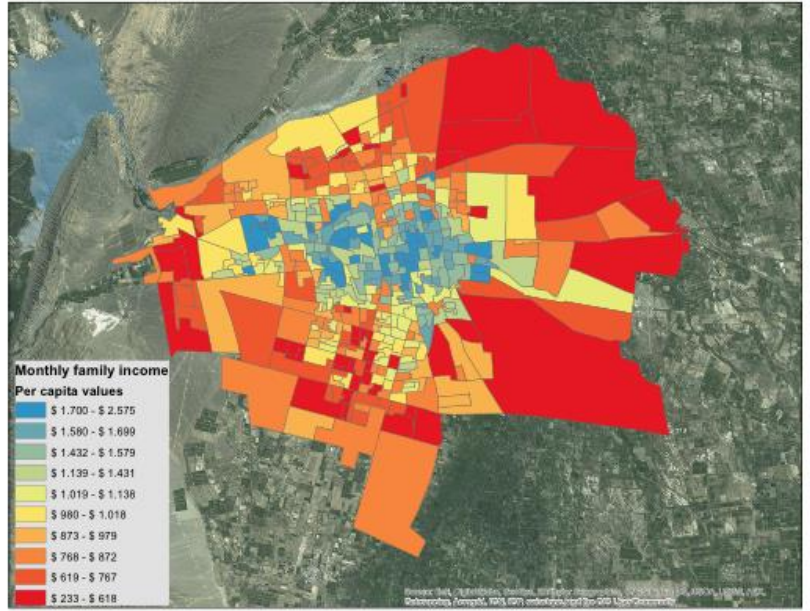 Monthly family income
Per capita values
$ 1.700 - $ 2.575
$ 1.580 - $ 1.699
$ 1.432 - $ 1.579
$ 1.139 - $ 1.431
$ 1.019 - $ 1.138
$ 980 - $ 1.018
$ 873 - $ 979
$ 768 - $ 872
$ 619 - $ 767
$ 233 - $ 618